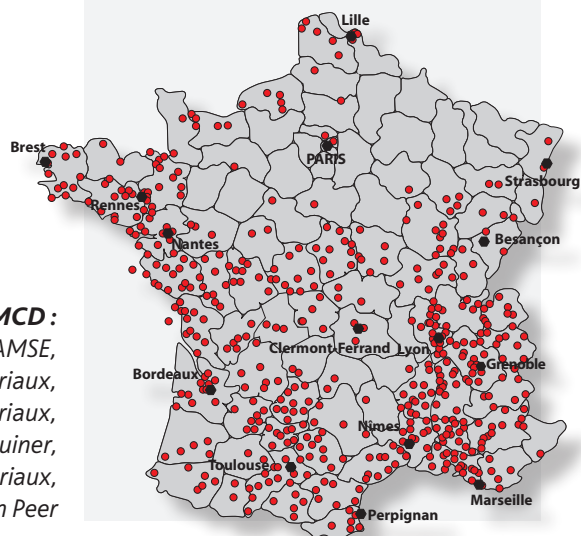 Lille
Brest
PARIS
Strasbourg
Rennes
Nantes
Besançon
MCD :
AMSE,
Clermont-Ferrand
Lyon
riaux,
Grenoble
Bordeaux
riaux,
Nîmes
uiner,
Toulouse
riaux,
Marseille
n Peer
Perpignan